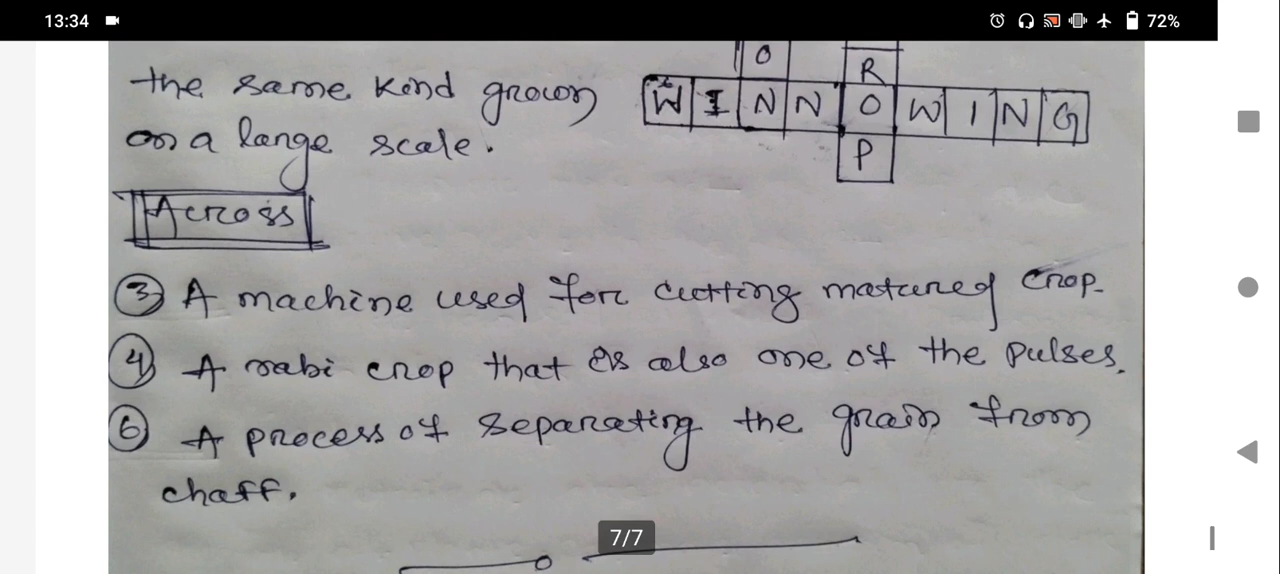 13:34
72%
O
R
the same kind grown
WINNOWING
on a large scale.
P
Across
③ A machine used for cutting matured crop.
④ A rabi crop that is also one of the pulses.
⑥ A process of separating the grain from
chaff.
7/7